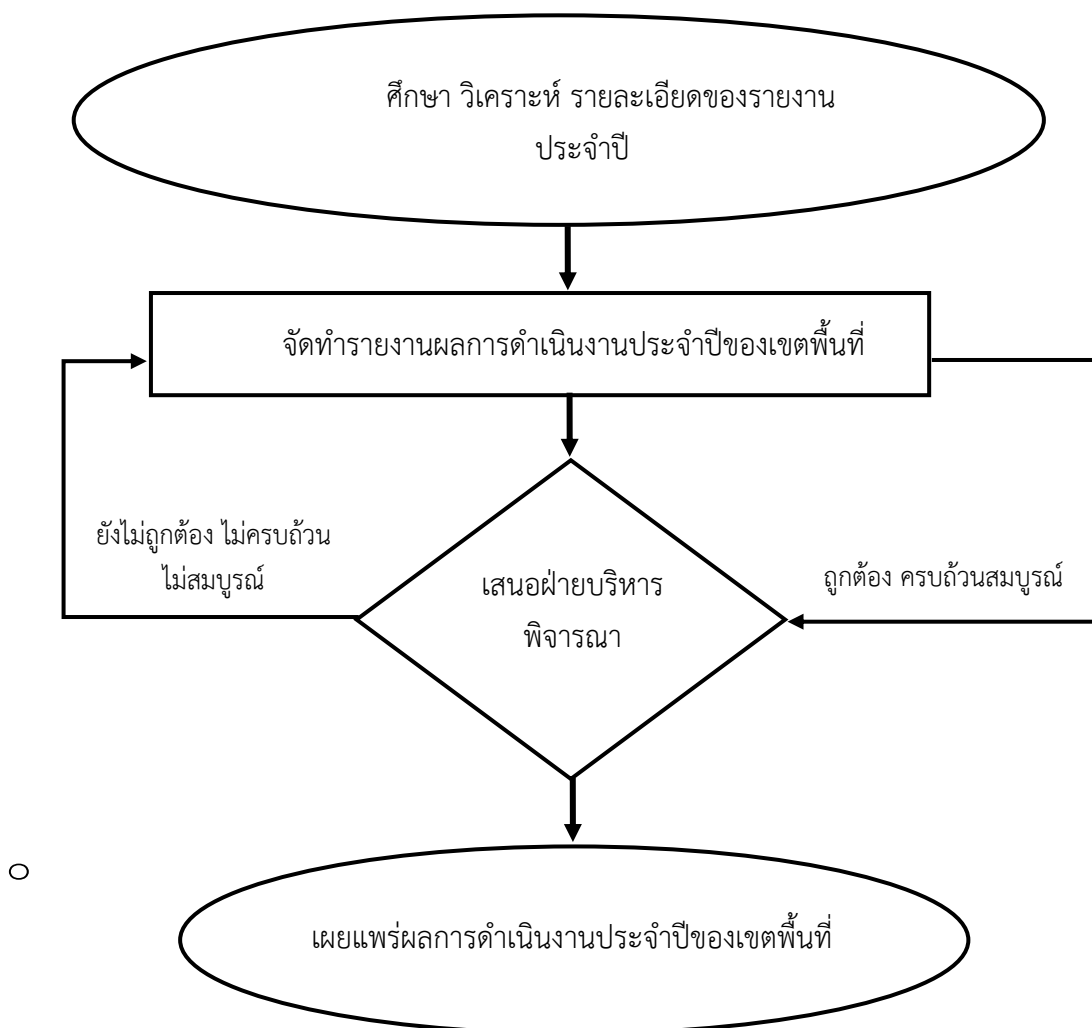 ศึกษา วิเคราะห์ รายละเอียดของรายงาน
ประจำปี
จัดทำรายงานผลการดำเนินงานประจำปีของเขตพื้นที่
ยังไม่ถูกต้อง ไม่ครบถ้วน
ไม่สมบูรณ์
เสนอฝ่ายบริหาร
พิจารณา
ถูกต้อง ครบถ้วนสมบูรณ์
เผยแพร่ผลการดำเนินงานประจำปีของเขตพื้นที่